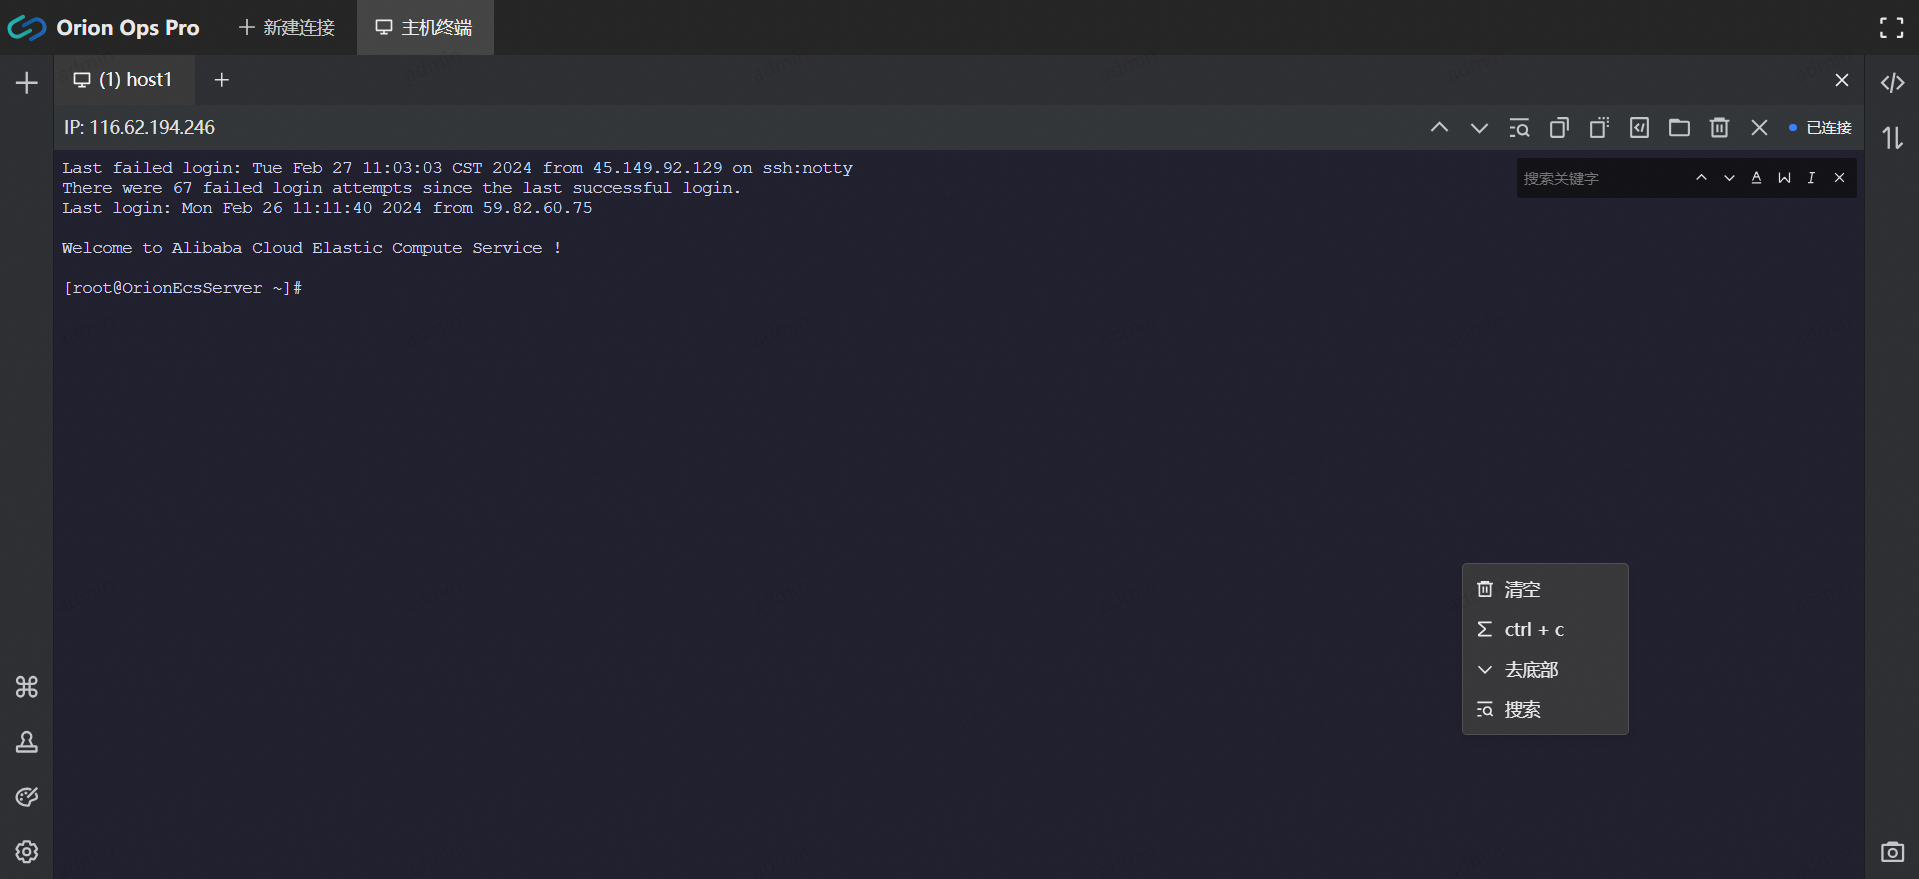 Orion Ops Pro
新建连接
主机终端
(1) host1
IP: 116.62.194.246
已连接
Last failed login: Tue Feb 27 11:03:03 CST 2024 from 45.149.92.129 on ssh:notty
There were 67 failed login attempts since the last successful login.
Last login: Mon Feb 26 11:11:40 2024 from 59.82.60.75
搜索关键字
Welcome to Alibaba Cloud Elastic Compute Service !
[root@OrionEcsServer ~]#
清空
ctrl + c
去底部
搜索